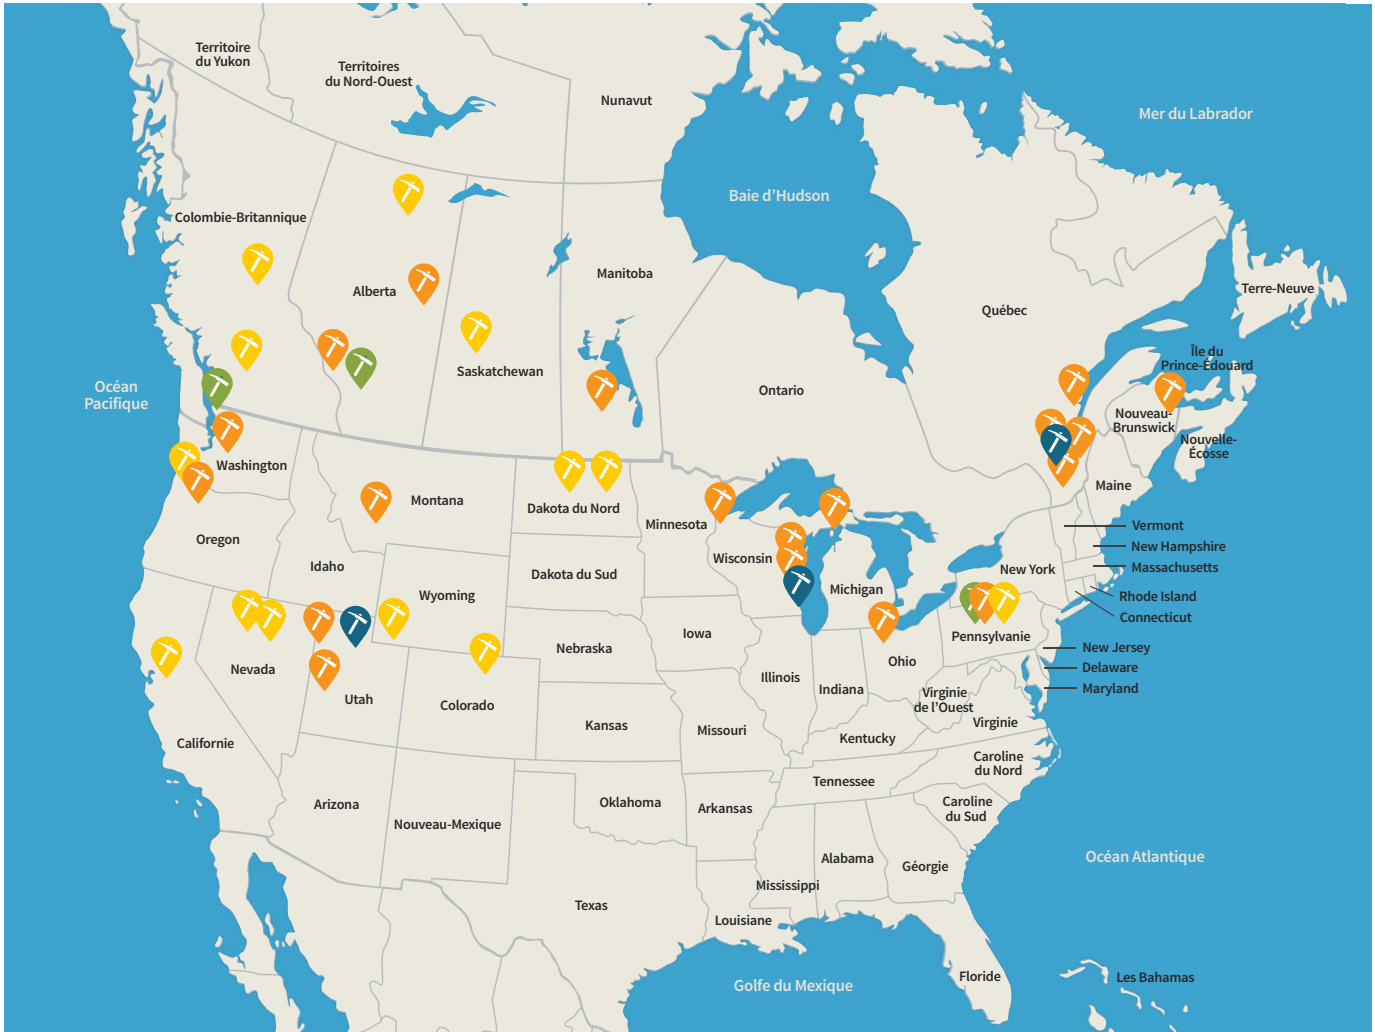 Territoire
du Yukon
Territoires
du Nord-Ouest
Nunavut
Mer du Labrador
Baie d'Hudson
Colombie-Britannique
Alberta
Manitoba
Terre-Neuve
Québec
Saskatchewan
Ontario
Île du
Prince-Édouard
Océan
Pacifique
Nouveau-
Brunswick
Nouvelle-
Écosse
Washington
Montana
Dakota du Nord
Minnesota
Maine
Vermont
Oregon
New Hampshire
Idaho
Wisconsin
New York
Massachusetts
Dakota du Sud
Michigan
Wyoming
Rhode Island
Connecticut
Iowa
Pennsylvanie
Nebraska
New Jersey
Nevada
Ohio
Delaware
Illinois
Indiana
Maryland
Utah
Colorado
Virginie
de l'Ouest
Kansas
Missouri
Virginie
Californie
Kentucky
Caroline
du Nord
Tennessee
Arizona
Oklahoma
Arkansas
Caroline
du Sud
Nouveau-Mexique
Alabama
Géorgie
Océan Atlantique
Mississippi
Texas
Louisiane
Floride
Les Bahamas
Golfe du Mexique